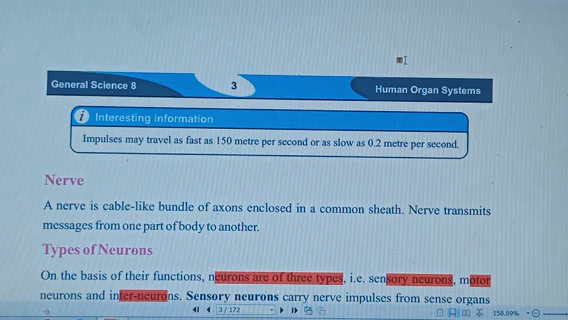 General Science 8
3
Human Organ Systems
i Interesting information
Impulses may travel as fast as 150 metre per second or as slow as 0.2 metre per second.
Nerve
A nerve is cable-like bundle of axons enclosed in a common sheath. Nerve transmits
messages from one part of body to another.
Types of Neurons
On the basis of their functions, neurons are of three types, i.e. sensory neurons, motor
neurons and inter-neurons. Sensory neurons carry nerve impulses from sense organs
3 / 172
158.09%